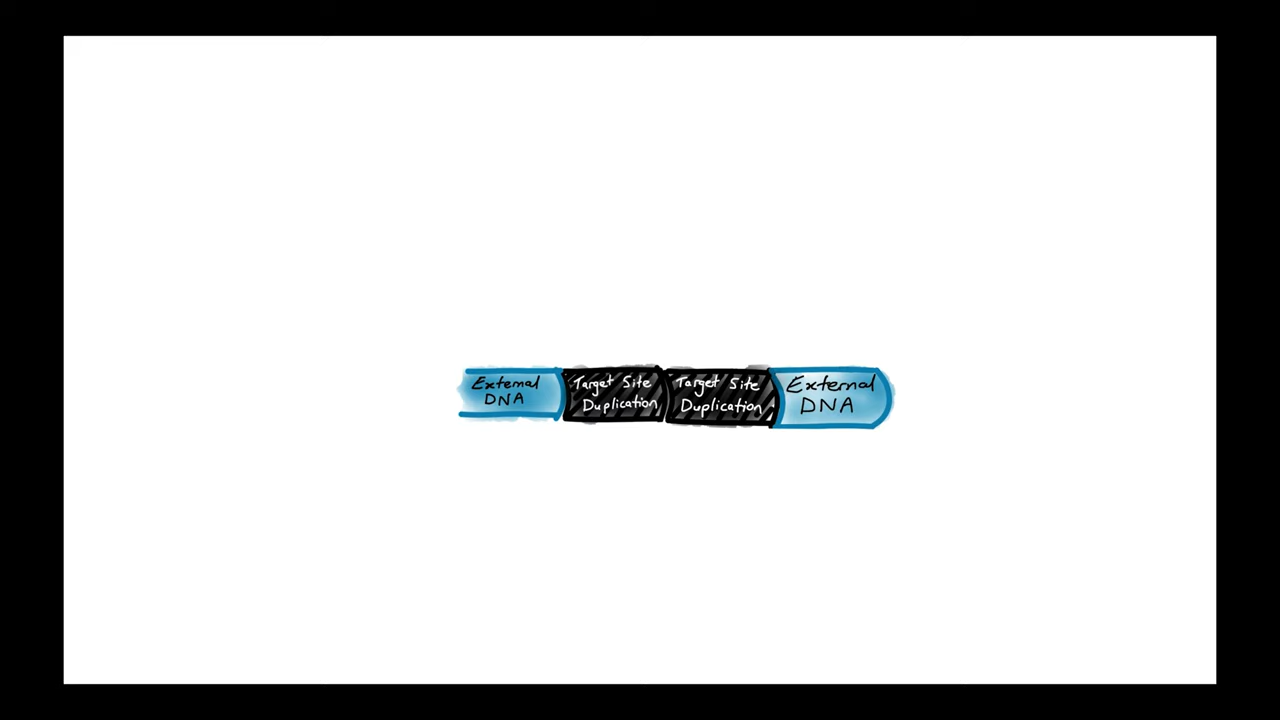 External
DNA
Target Site
Duplication
Target Site
Duplication
External
DNA